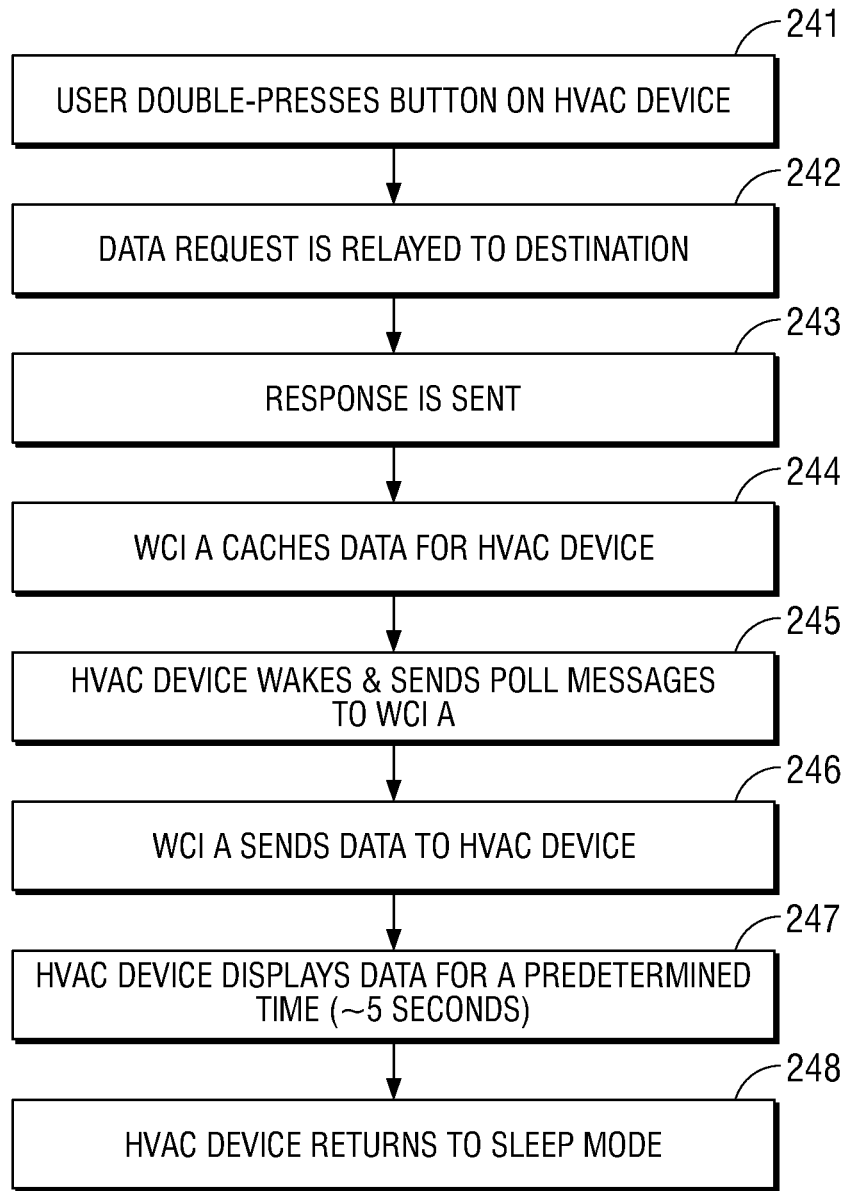 241
USER DOUBLE-PRESSES BUTTON ON HVAC DEVICE
242
DATA REQUEST IS RELAYED TO DESTINATION
243
RESPONSE IS SENT
244
WCI A CACHES DATA FOR HVAC DEVICE
245
HVAC DEVICE WAKES & SENDS POLL MESSAGES
TO WCI A
246
WCI A SENDS DATA TO HVAC DEVICE
247
HVAC DEVICE DISPLAYS DATA FOR A PREDETERMINED
TIME (~5 SECONDS)
248
HVAC DEVICE RETURNS TO SLEEP MODE